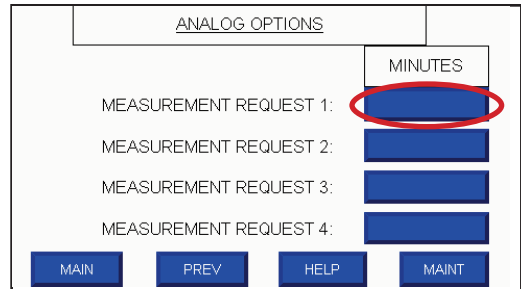 ANALOG OPTIONS
MINUTES
MEASUREMENT REQUEST 1:
MEASUREMENT REQUEST 2:
MEASUREMENT REQUEST 3:
MEASUREMENT REQUEST 4:
MAIN PREV HELP MAINT